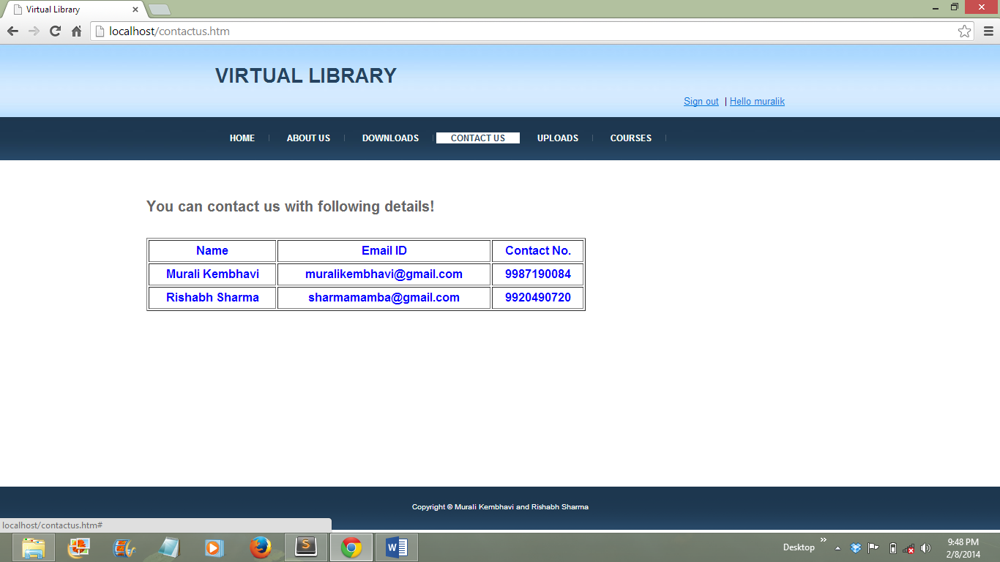 Virtual Library
localhost/contactus.htm
VIRTUAL LIBRARY
Sign out | Hello muralik
HOME ABOUT US DOWNLOADS CONTACT US UPLOADS COURSES
You can contact us with following details!
Name Email ID Contact No.
Murali Kembhavi muralikembhavi@gmail.com 9987190084
Rishabh Sharma sharmamamba@gmail.com 9920490720
Copyright © Murali Kembhavi and Rishabh Sharma
localhost/contactus.htm#
Desktop
9:48 PM
2/8/2014